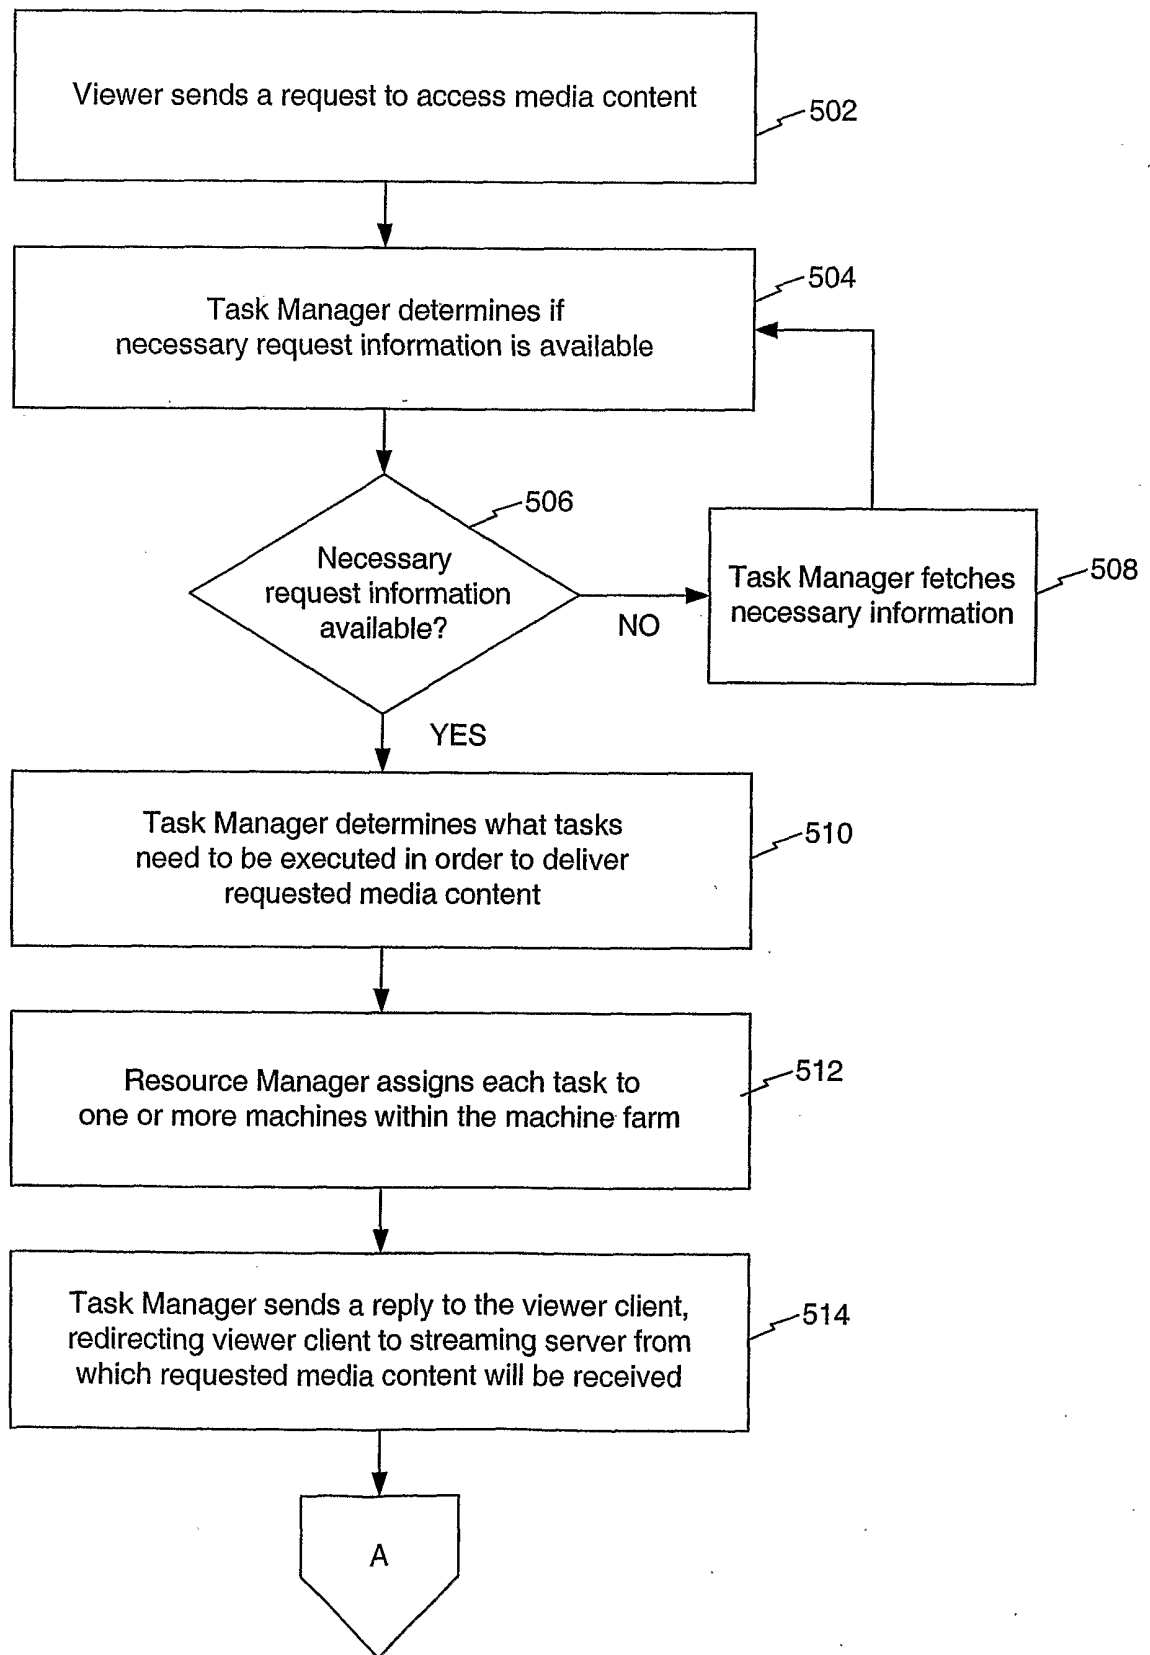 Viewer sends a request to access media content
502
Task Manager determines if
necessary request information is available
504
Necessary
request information
available?
506
NO
Task Manager fetches
necessary information
508
YES
Task Manager determines what tasks
need to be executed in order to deliver
requested media content
510
Resource Manager assigns each task to
one or more machines within the machine farm
512
Task Manager sends a reply to the viewer client,
redirecting viewer client to streaming server from
which requested media content will be received
514
A